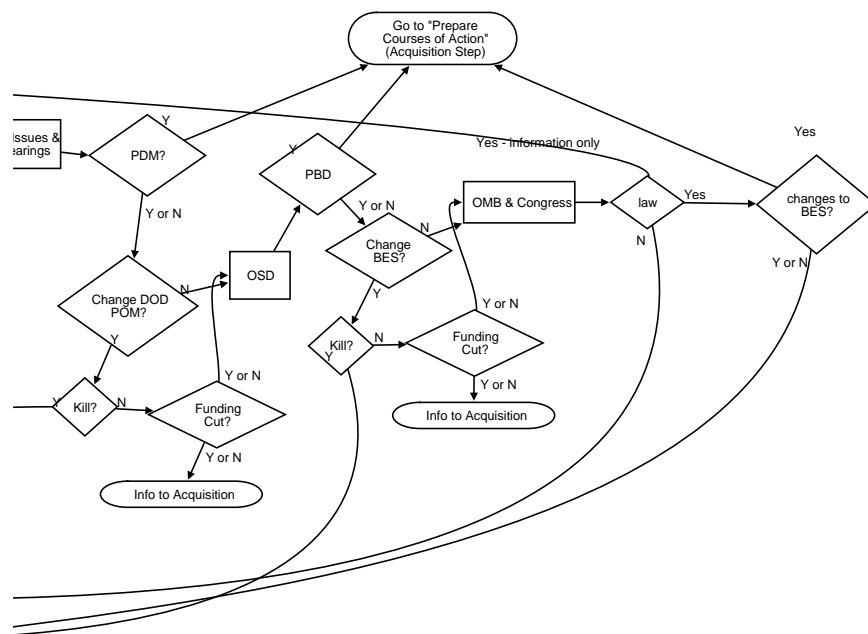 Go to "Prepare
Courses of Action"
(Acquisition Step)
Y
Issues &
earings
PDM?
Y
PBD
Yes - information only
Yes
Y or N
Y or N
OMB & Congress
law
Yes
changes to
BES?
N
Change
BES?
N
Y or N
OSD
N
Change DOD
POM?
Y
Y or N
Y
Kill?
Y
N
Funding
Cut?
Y or N
Y or N
Y
Kill?
N
Funding
Cut?
Info to Acquisition
Y or N
Info to Acquisition